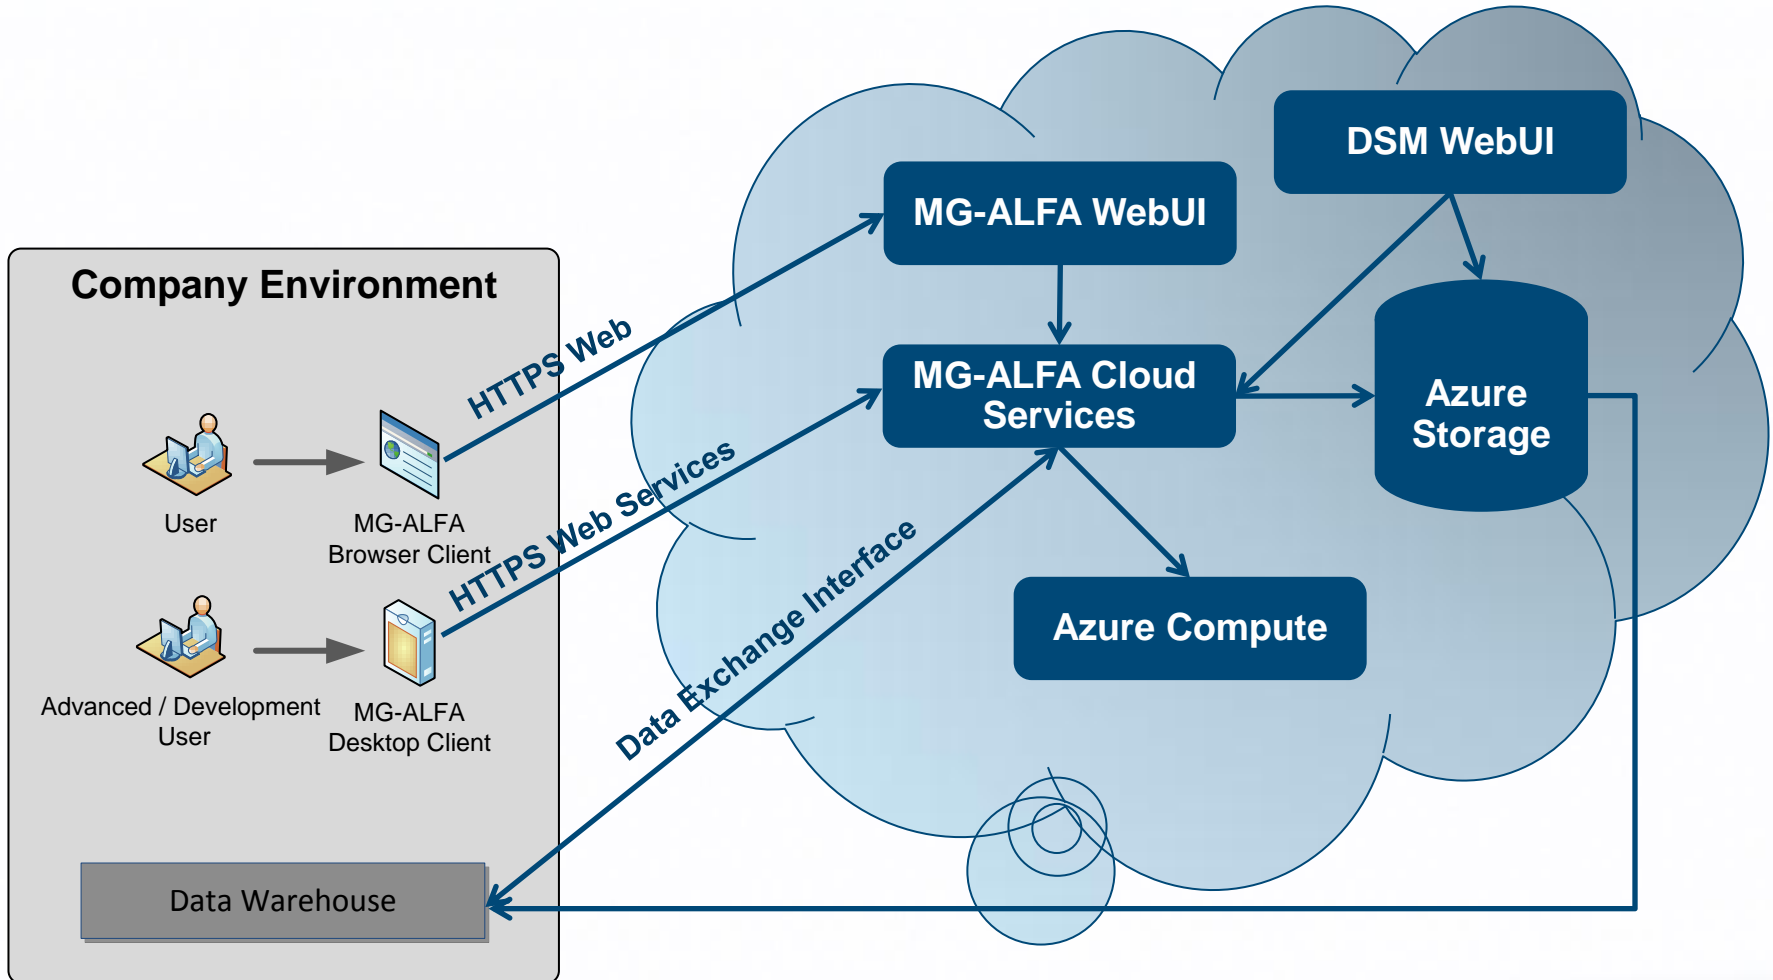 DSM WebUI
MG-ALFA WebUI
Company Environment
HTTPS Web
MG-ALFA Cloud
Services
Azure
Storage
HTTPS Web Services
User
MG-ALFA
Browser Client
Data Exchange Interface
Azure Compute
Advanced / Development
User
MG-ALFA
Desktop Client
Data Warehouse